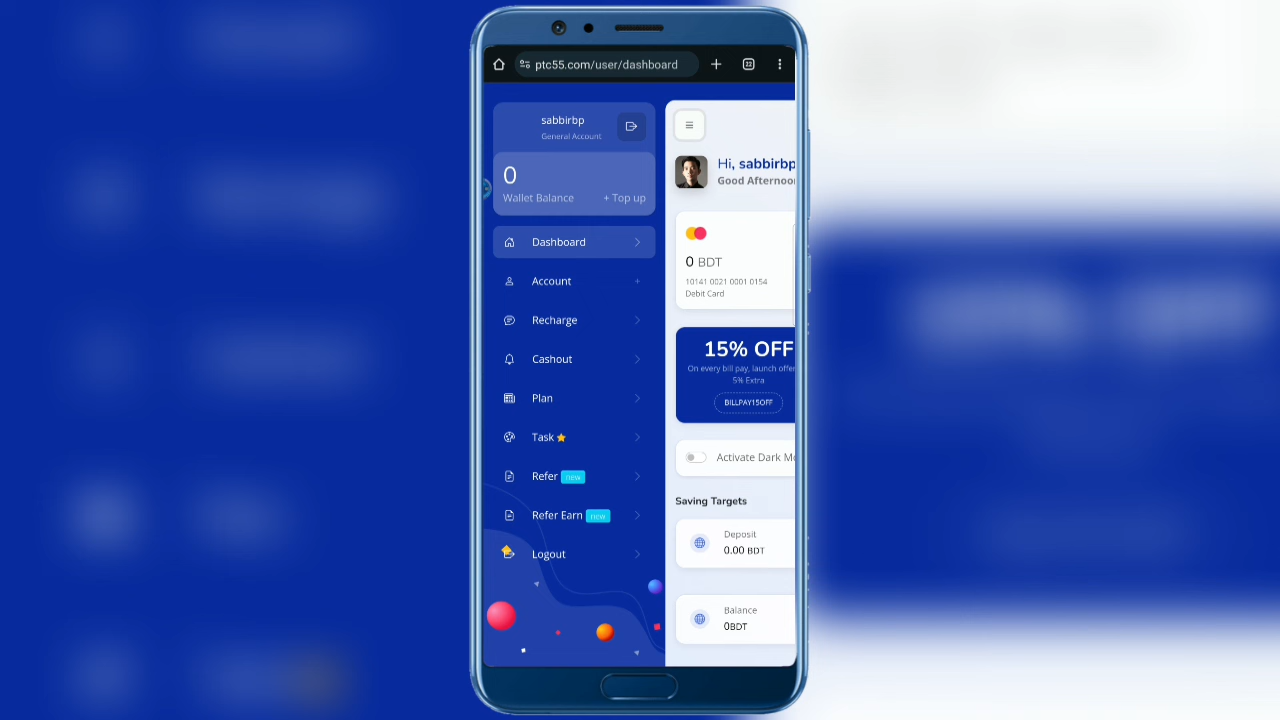 ptc55.com/user/dashboard
22
sabbirbp
General Account
0
Wallet Balance
+ Top up
Dashboard
Account
Recharge
Cashout
Plan
Task
Refer new
Refer Earn new
Logout
Hi, sabbirbp
Good Afternoon
0 BDT
10141 0021 0001 0154
Debit Card
15% OFF
On every bill pay, launch offer
5% Extra
BILLPAY15OFF
Activate Dark Mo
Saving Targets
Deposit
0.00 BDT
Balance
0BDT